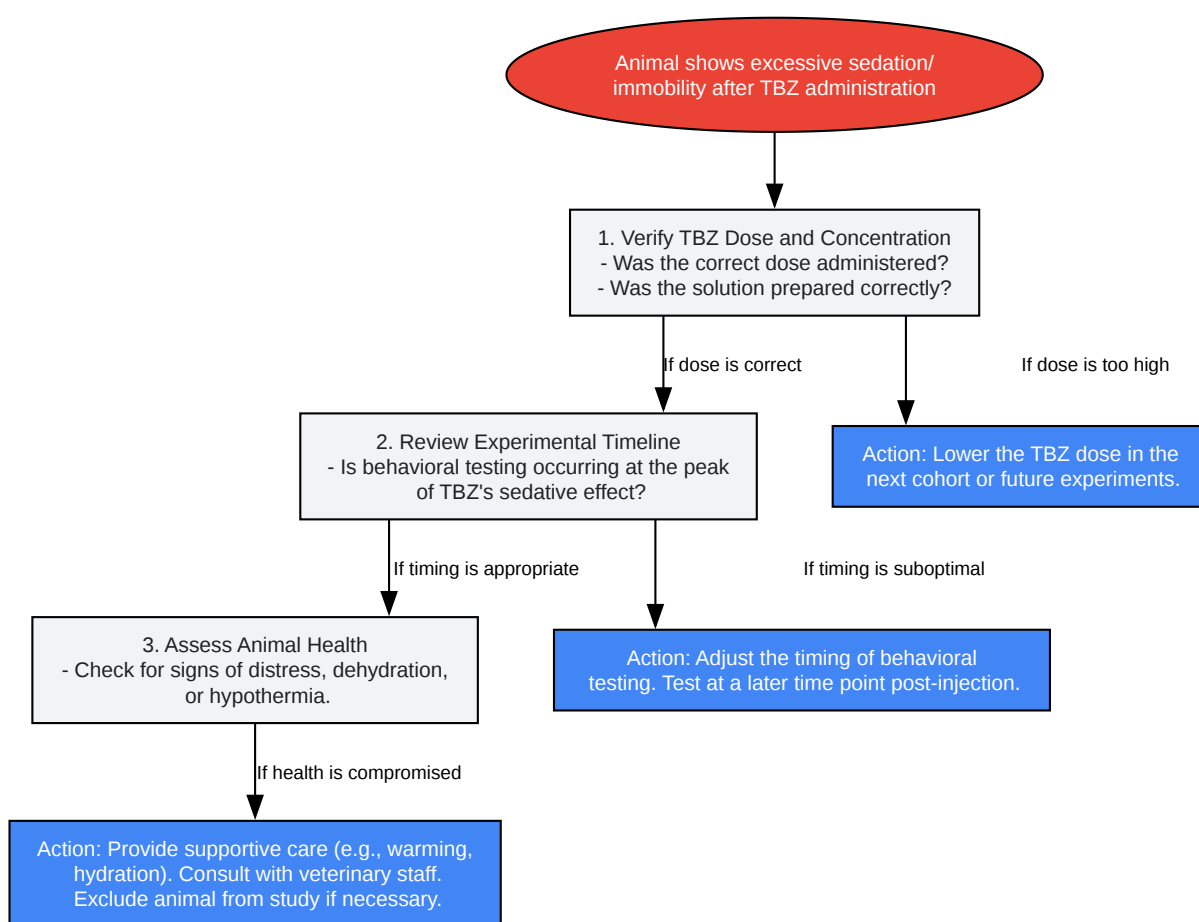 Animal shows excessive sedation/
immobility after TBZ administration
1. Verify TBZ Dose and Concentration
- Was the correct dose administered?
- Was the solution prepared correctly?
If dose is correct
If dose is too high
2. Review Experimental Timeline
- Is behavioral testing occurring at the peak
of TBZ's sedative effect?
Action: Lower the TBZ dose in the
next cohort or future experiments.
If timing is appropriate
If timing is suboptimal
3. Assess Animal Health
- Check for signs of distress, dehydration,
or hypothermia.
Action: Adjust the timing of behavioral
testing. Test at a later time point post-injection.
If health is compromised
Action: Provide supportive care (e.g., warming,
hydration). Consult with veterinary staff.
Exclude animal from study if necessary.